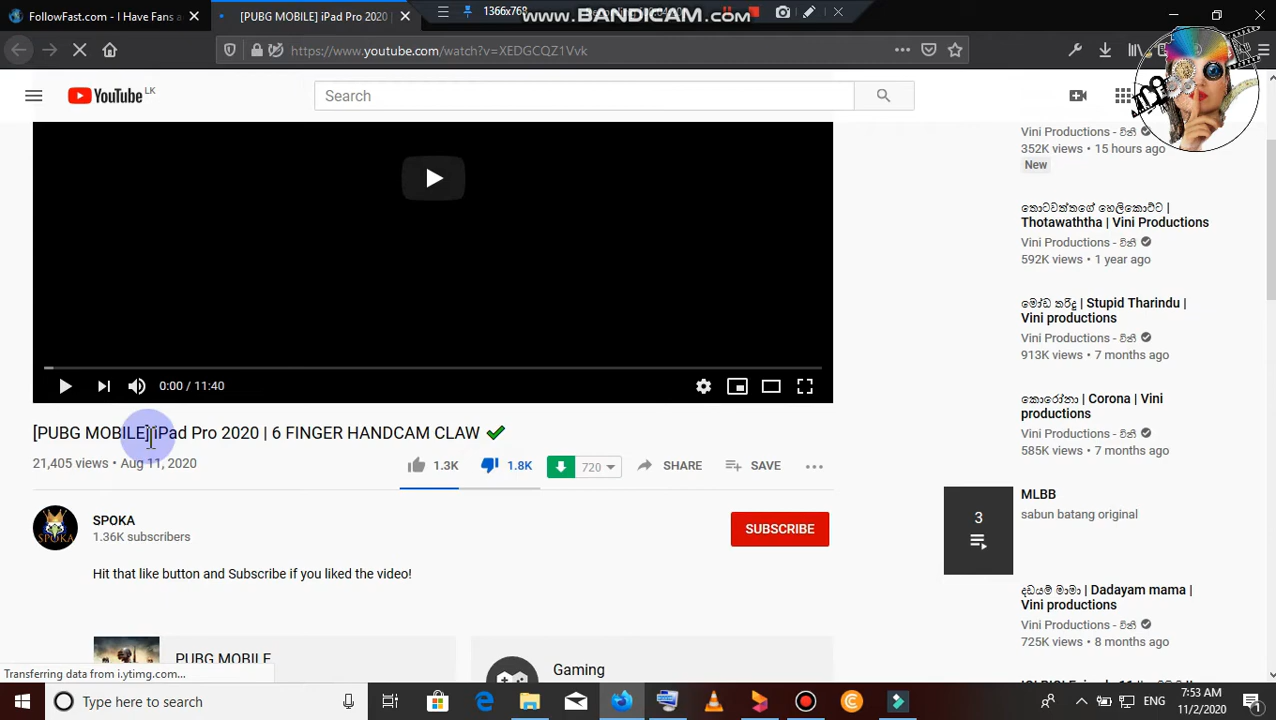 FollowFast.com - I Have Fans a
[PUBG MOBILE] iPad Pro 2020 |
1366x768
www.BANDICAM.com
https://www.youtube.com/watch?v=XEDGCQZ1Vvk
YouTube LK
Search
Vini Productions - විනී
352K views • 15 hours ago
New
Thotawaththa | Vini Productions
Vini Productions - විනී
592K views • 1 year ago
0:00 / 11:40
මෝඩ තරිඳු | Stupid Tharindu |
Vini productions
Vini Productions - විනී
913K views • 7 months ago
[PUBG MOBILE] iPad Pro 2020 | 6 FINGER HANDCAM CLAW
21,405 views • Aug 11, 2020
1.3K
1.8K
720
SHARE
SAVE
කොරෝනා | Corona | Vini
productions
Vini Productions - විනී
585K views • 7 months ago
SPOKA
SPOKA
1.36K subscribers
SUBSCRIBE
Hit that like button and Subscribe if you liked the video!
3
MLBB
sabun batang original
දඩයම් මාමා | Dadayam mama |
Vini productions
Vini Productions - විනී
725K views • 8 months ago
PUBG MOBILE
Gaming
Transferring data from i.ytimg.com...
Type here to search
ENG
7:53 AM
11/2/2020
1